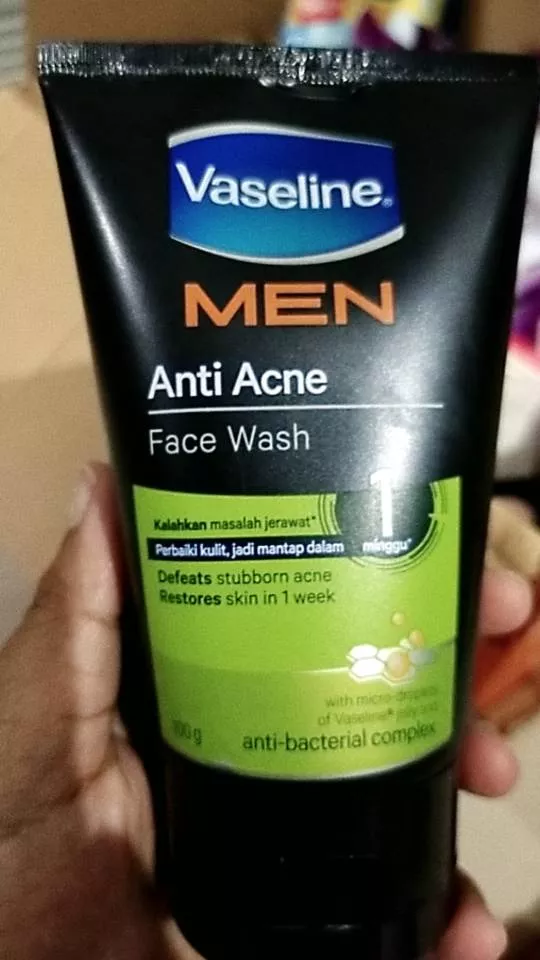 Vaseline®
MEN
Anti Acne
Face Wash
Kalahkan masalah jerawat*
Perbaiki kulit, jadi mantap dalam
1
minggu*
Defeats stubborn acne
Restores skin in 1 week
with micro-droplets
of Vaseline® jelly and
anti-bacterial complex
100 g